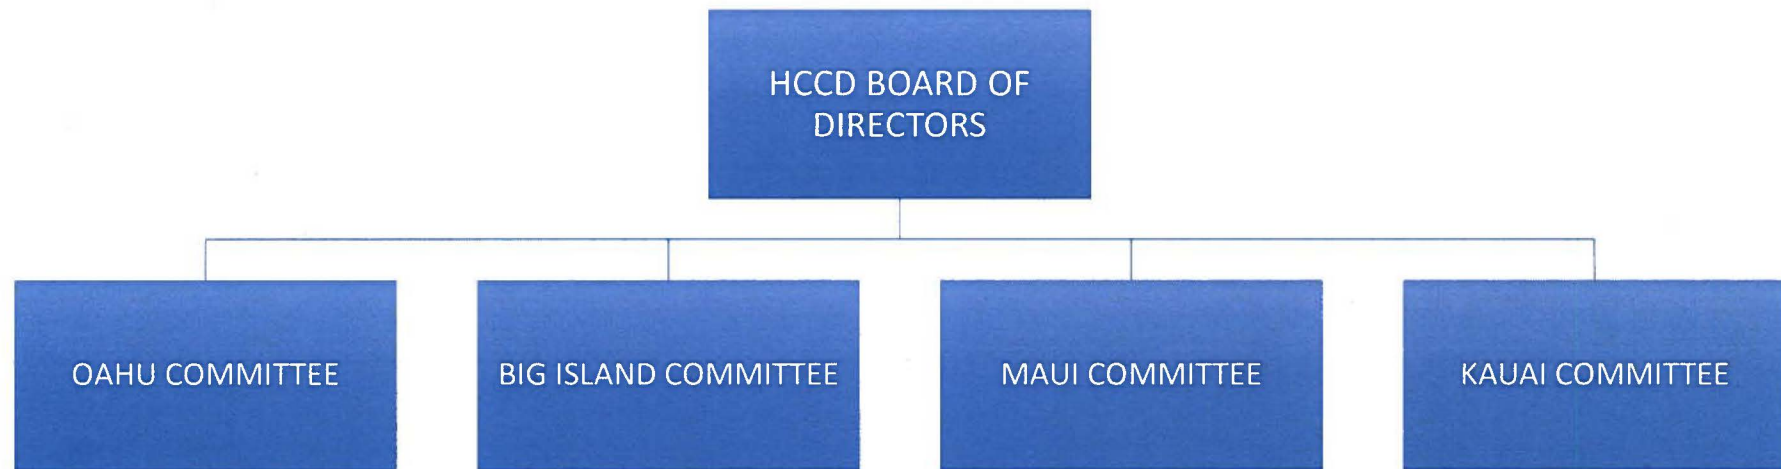 HCCD BOARD OF
DIRECTORS
OAHU COMMITTEE
BIG ISLAND COMMITTEE
MAUI COMMITTEE
KAUAI COMMITTEE